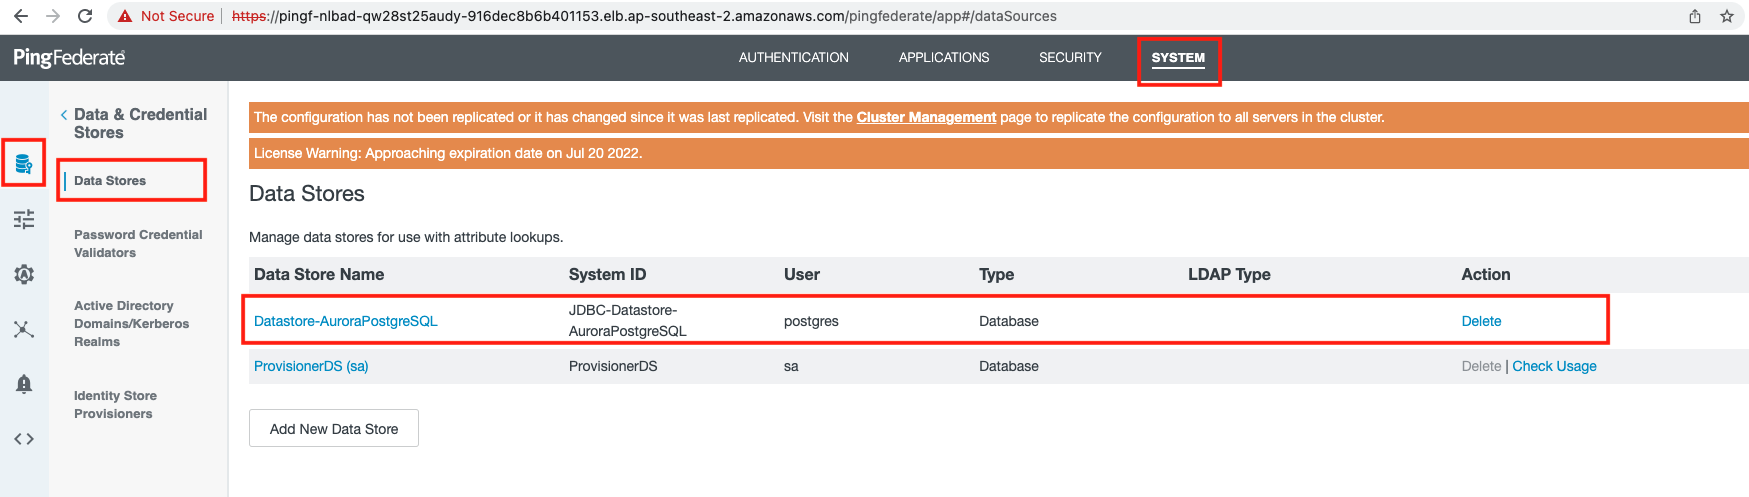 Not Secure | https://pingf-nlbad-qw28st25audy-916dec8b6b401153.elb.ap-southeast-2.amazonaws.com/pingfederate/app#/dataSources
PingFederate
AUTHENTICATION
APPLICATIONS
SECURITY
SYSTEM
Data & Credential
Stores
Data Stores
Password Credential
Validators
Active Directory
Domains/Kerberos
Realms
Identity Store
Provisioners
The configuration has not been replicated or it has changed since it was last replicated. Visit the Cluster Management page to replicate the configuration to all servers in the cluster.
License Warning: Approaching expiration date on Jul 20 2022.
Data Stores
Manage data stores for use with attribute lookups.
Data Store Name System ID User Type LDAP Type Action
Datastore-AuroraPostgreSQL JDBC-Datastore- postgres Database Delete
AuroraPostgreSQL
ProvisionerDS (sa) ProvisionerDS sa Database Delete | Check Usage
Add New Data Store